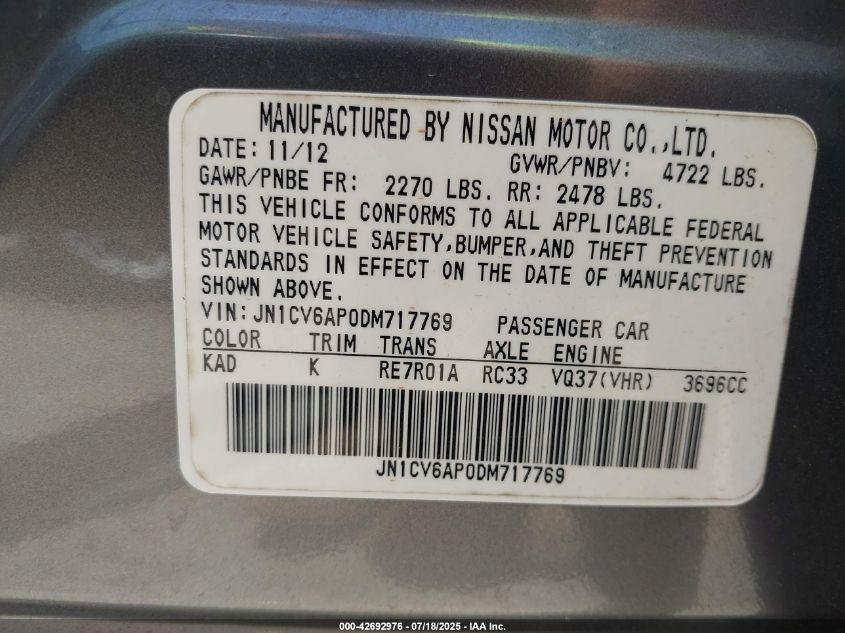 MANUFACTURED BY NISSAN MOTOR CO.,LTD.
DATE: 11/12 GVWR/PNBV: 4722 LBS.
GAWR/PNBE FR: 2270 LBS. RR: 2478 LBS.
THIS VEHICLE CONFORMS TO ALL APPLICABLE FEDERAL
MOTOR VEHICLE SAFETY,BUMPER,AND THEFT PREVENTION
STANDARDS IN EFFECT ON THE DATE OF MANUFACTURE
SHOWN ABOVE.
VIN: JN1CV6AP0DM717769 PASSENGER CAR
COLOR TRIM TRANS AXLE ENGINE
KAD K RE7R01A RC33 VQ37(VHR) 3696CC
JN1CV6AP0DM717769
000-42692976 - 07/18/2025 - IAA Inc.